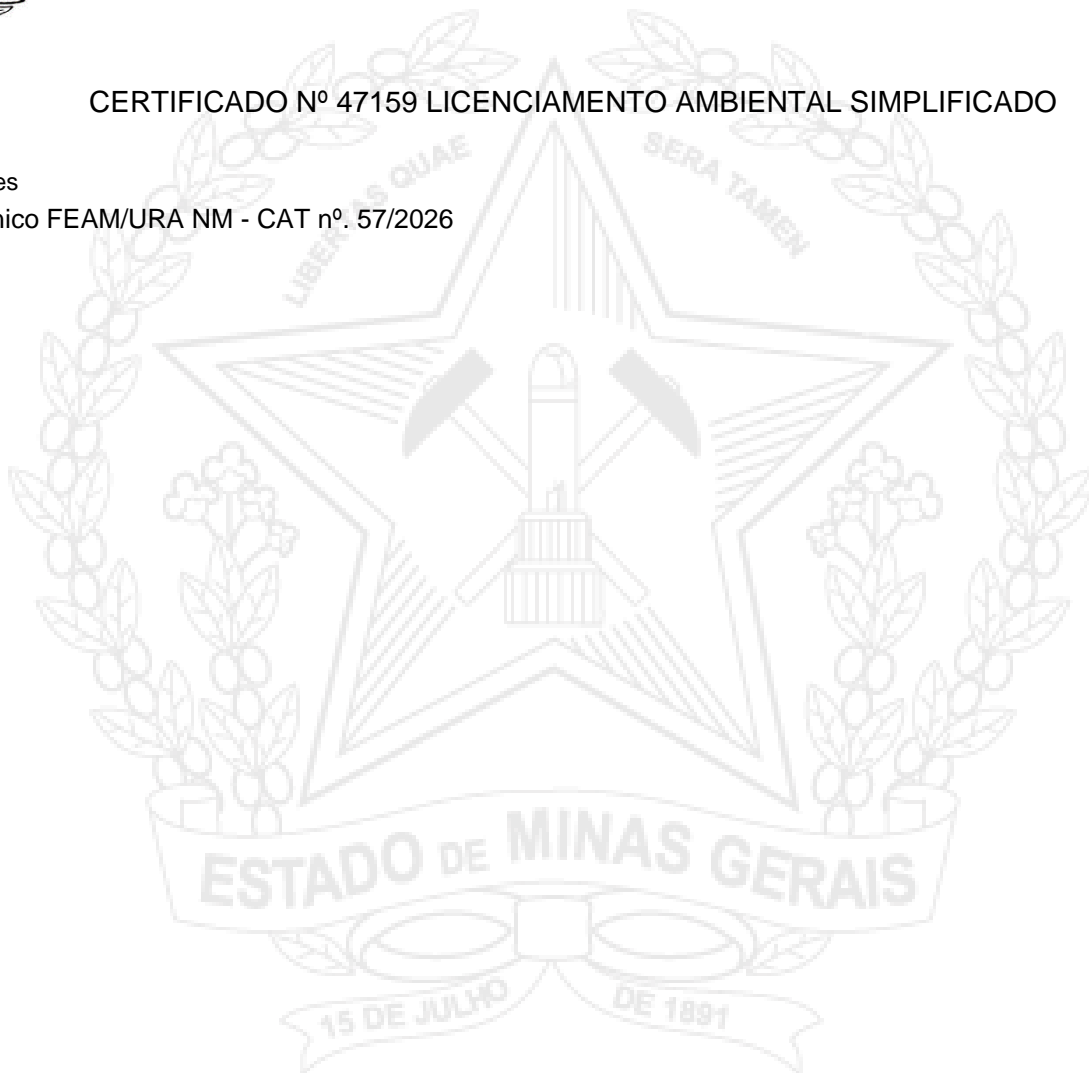 CERTIFICADO Nº 47159 LICENCIAMENTO AMBIENTAL SIMPLIFICADO
es
nico FEAM/URA NM - CAT nº. 57/2026
LIBERTAS QUAE SERA TAMEN
ESTADO DE MINAS GERAIS
15 DE JULHO DE 1891